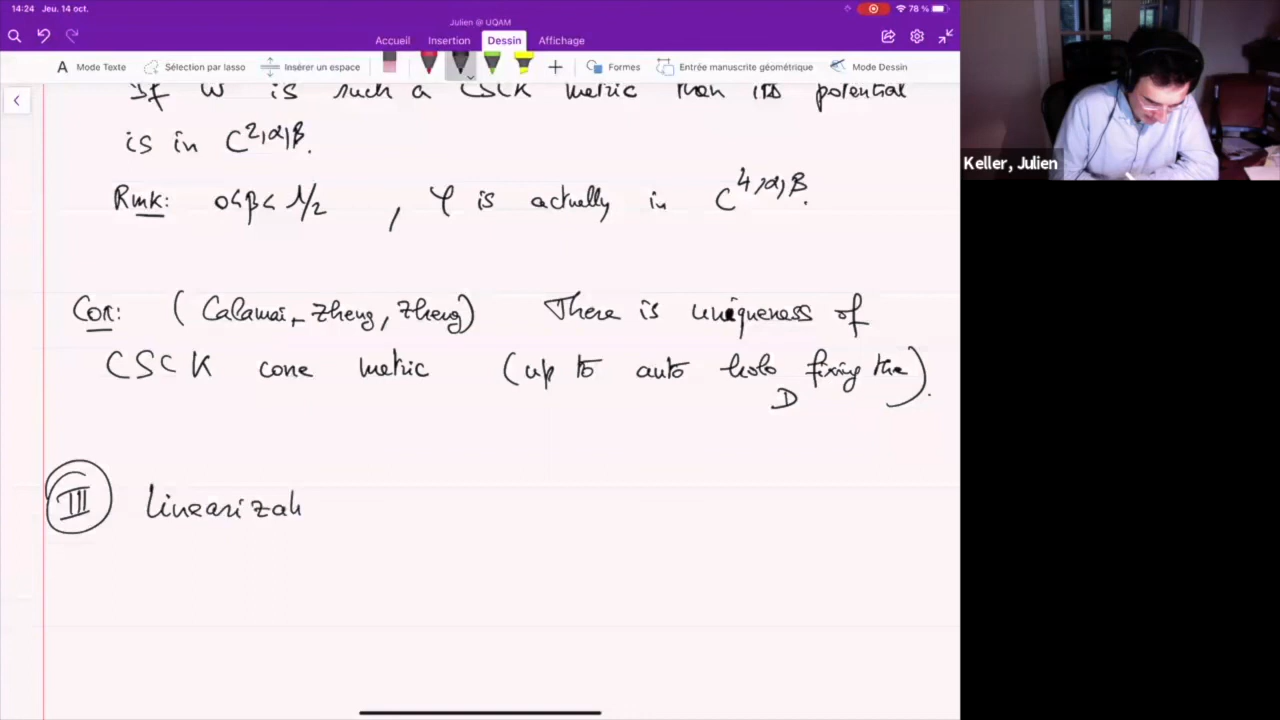 14:24 Jeu. 14 oct.
78 %
Julien @ UQAM
Accueil Insertion Dessin Affichage
A Mode Texte Sélection par lasso Insérer un espace Formes Entrée manuscrite géométrique Mode Dessin
If ω is such a CSCK metric then its potential
is in C^{2,α,β}.
Rmk: 0<β<1/2 , φ is actually in C^{4,α,β}.
Cor: (Calamai-Zheng, Zheng) There is uniqueness of
CSCK cone metric (up to auto holo fixing the D).
III Linearizati
Keller, Julien